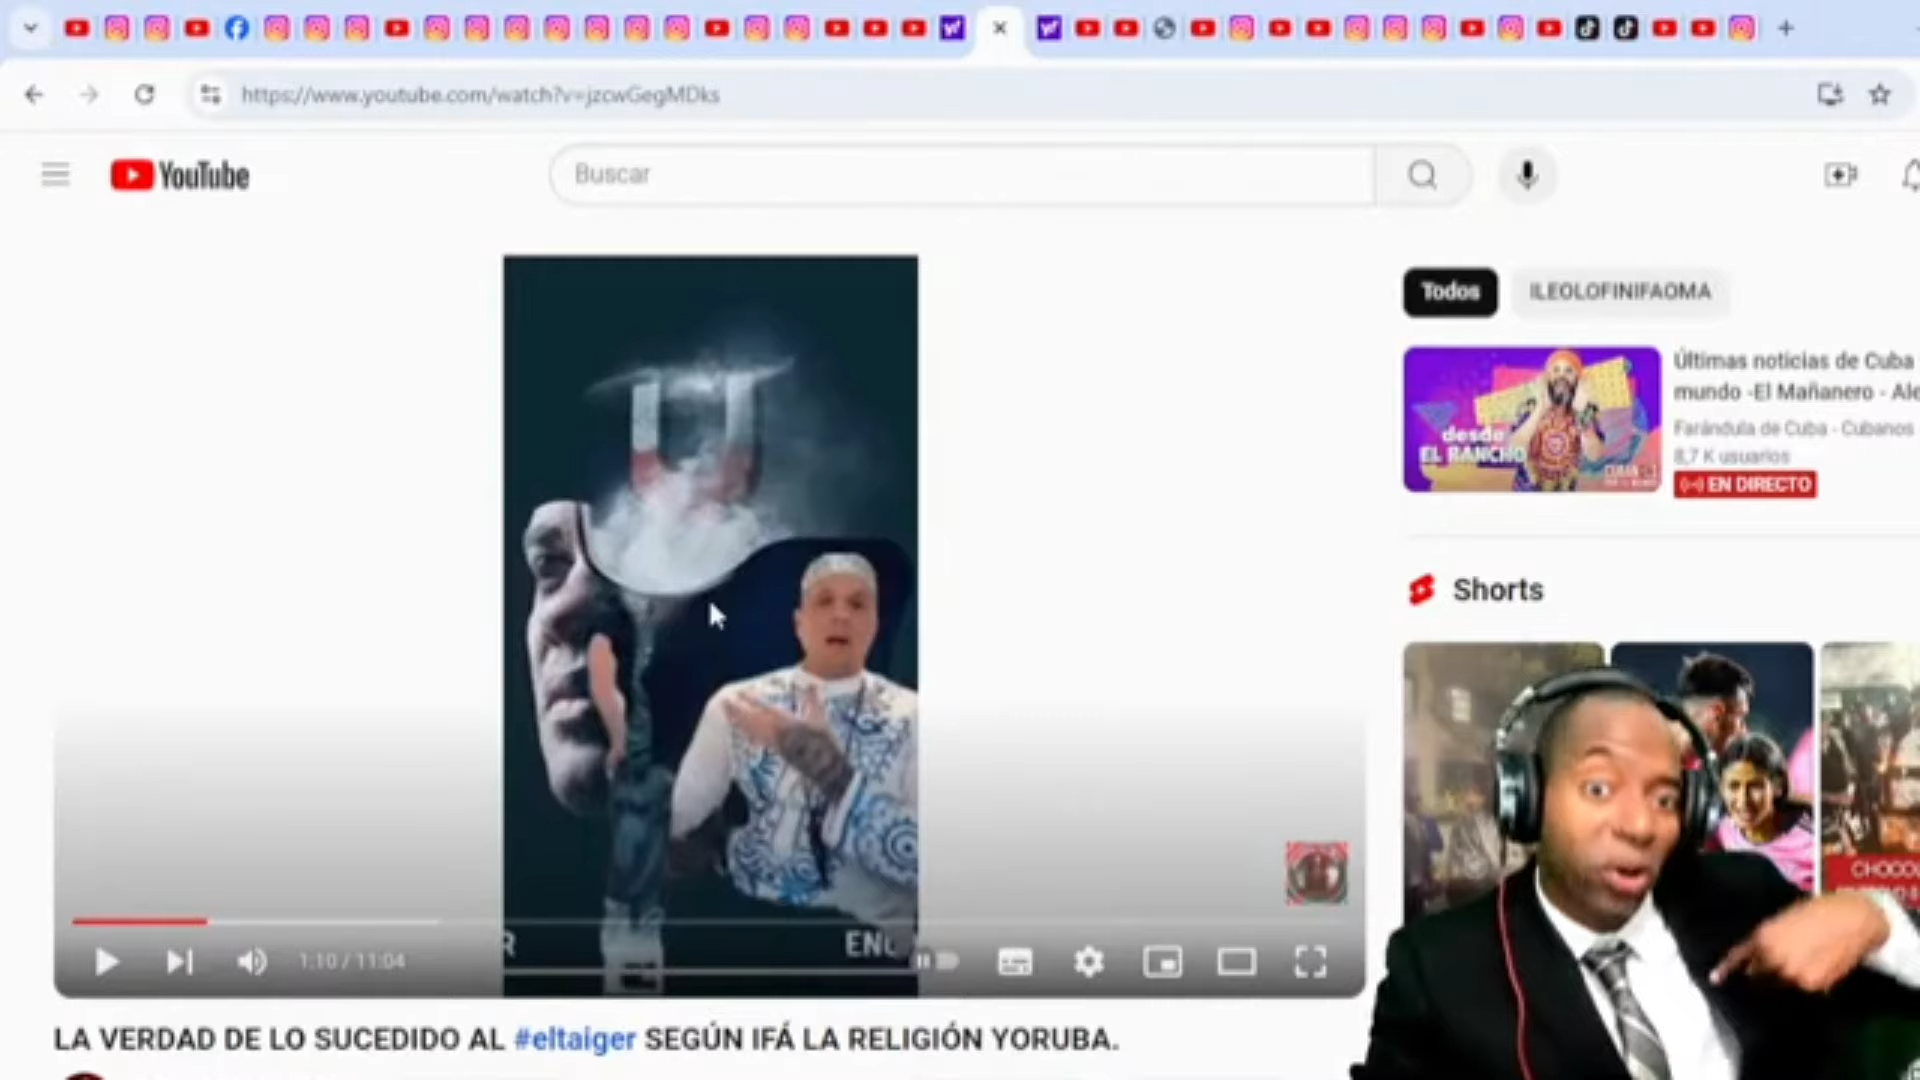 https://www.youtube.com/watch?v=jzcwGegMDks
YouTube
Buscar
Todos
ILEOLOFINIFAOMA
desde
EL RANCHO
Últimas noticias de Cuba
mundo -El Mañanero - Ale
Farándula de Cuba - Cubanos
8,7 K usuarios
EN DIRECTO
Shorts
CHOCOL
R
ENC
1:10 / 11:04
LA VERDAD DE LO SUCEDIDO AL #eltaiger SEGÚN IFÁ LA RELIGIÓN YORUBA.